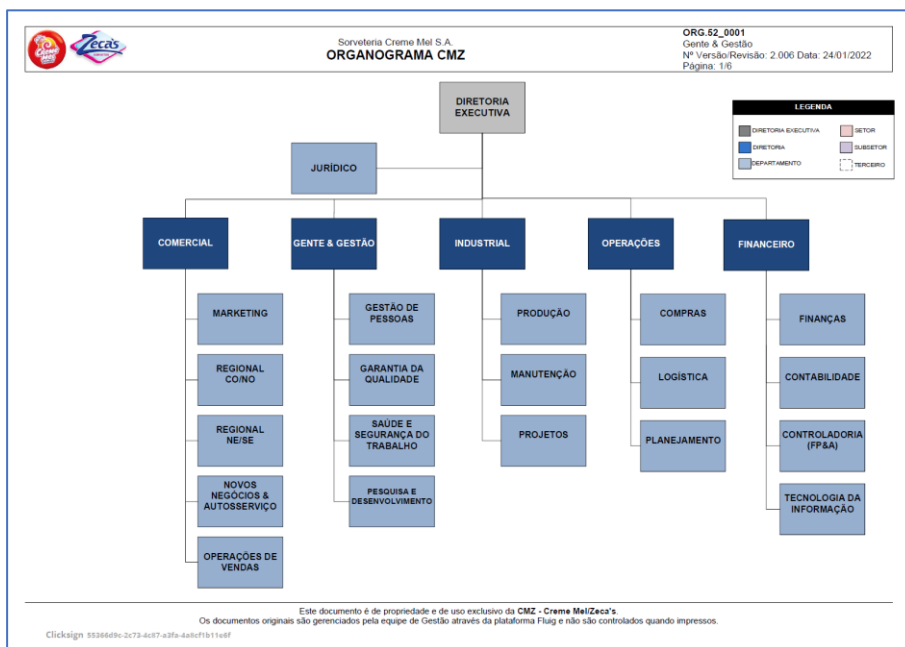 CREME MEL
Zeca's
Sorveteria Creme Mel S.A.
ORGANOGRAMA CMZ
ORG.52_0001
Gente & Gestão
Nº Versão/Revisão: 2.006 Data: 24/01/2022
Página: 1/6
DIRETORIA
EXECUTIVA
LEGENDA
DIRETORIA EXECUTIVA
SETOR
DIRETORIA
SUBSETOR
DEPARTAMENTO
TERCEIRO
JURÍDICO
COMERCIAL
GENTE & GESTÃO
INDUSTRIAL
OPERAÇÕES
FINANCEIRO
MARKETING
GESTÃO DE
PESSOAS
PRODUÇÃO
COMPRAS
FINANÇAS
REGIONAL
CO/NO
GARANTIA DA
QUALIDADE
MANUTENÇÃO
LOGÍSTICA
CONTABILIDADE
REGIONAL
NE/SE
SAÚDE E
SEGURANÇA DO
TRABALHO
PROJETOS
PLANEJAMENTO
CONTROLADORIA
(FP&A)
NOVOS
NEGÓCIOS &
AUTOSSERVIÇO
PESQUISA E
DESENVOLVIMENTO
TECNOLOGIA DA
INFORMAÇÃO
OPERAÇÕES DE
VENDAS
Este documento é de propriedade e de uso exclusivo da CMZ - Creme Mel/Zeca's.
Os documentos originais são gerenciados pela equipe de Gestão através da plataforma Fluig e não são controlados quando impressos.
Clicksign